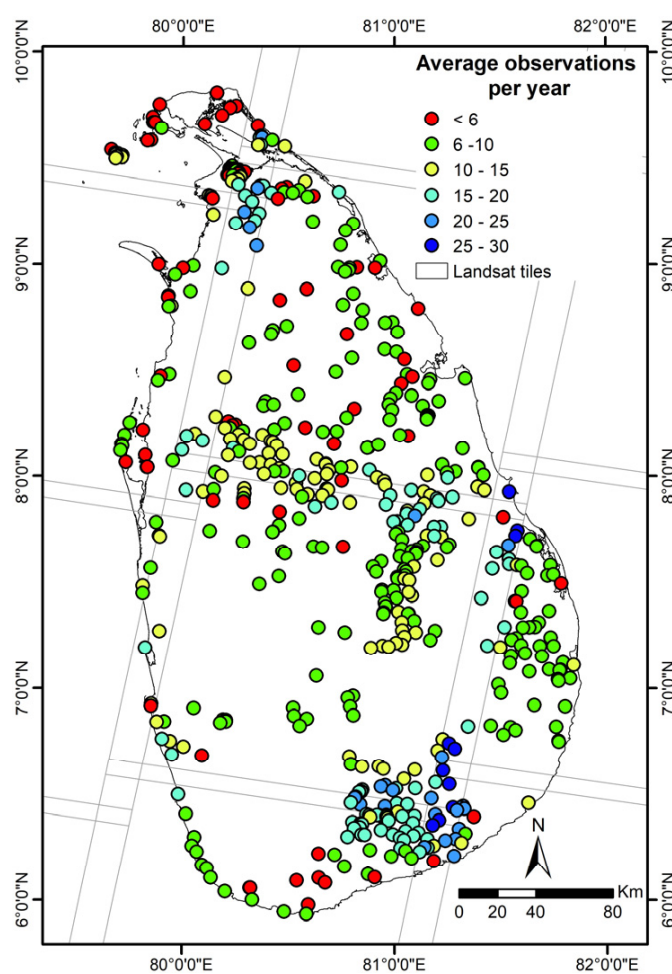 80°0'0"E 81°0'0"E 82°0'0"E
10°0'0"N 10°0'0"N
Average observations
per year
< 6
6 -10
10 - 15
15 - 20
20 - 25
25 - 30
Landsat tiles
9°0'0"N 9°0'0"N
8°0'0"N 8°0'0"N
7°0'0"N 7°0'0"N
N
Km
6°0'0"N 0 20 40 80 6°0'0"N
80°0'0"E 81°0'0"E 82°0'0"E